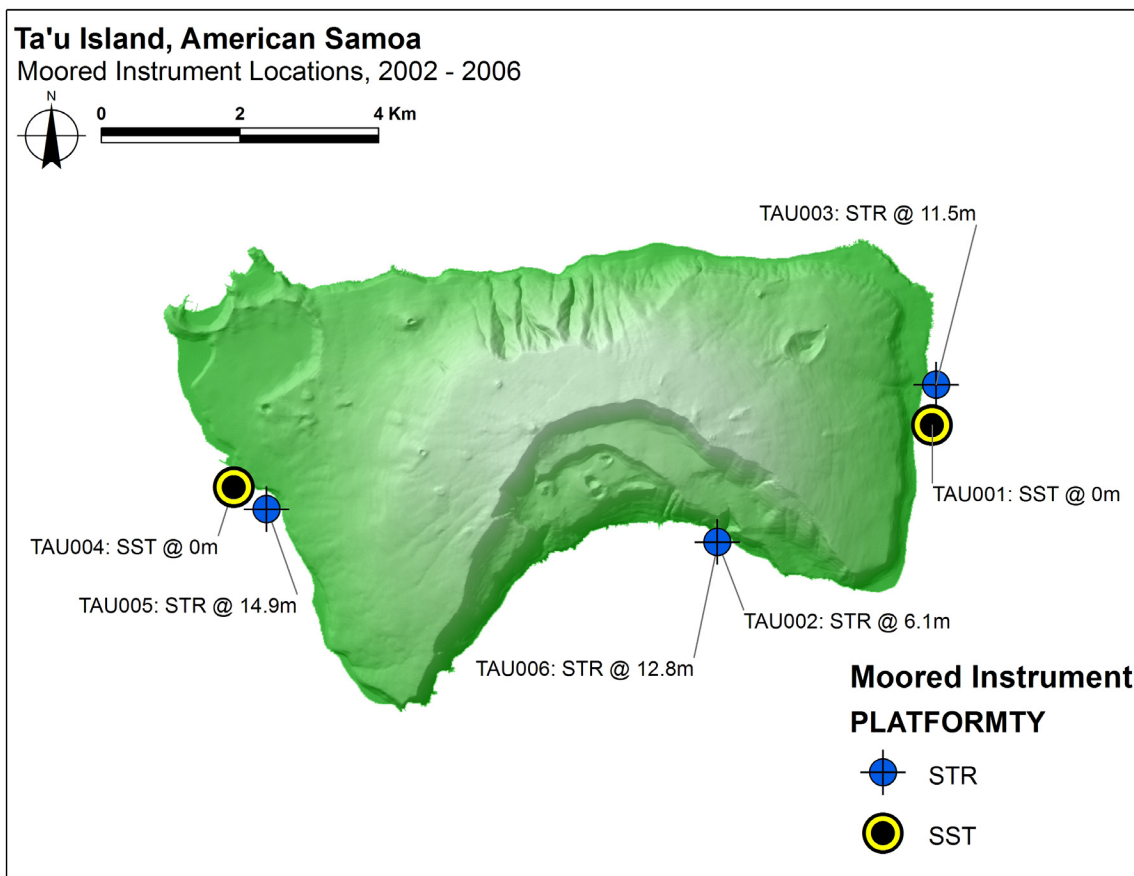 Ta'u Island, American Samoa
Moored Instrument Locations, 2002 - 2006
N
0 2 4 Km
TAU003: STR @ 11.5m
TAU001: SST @ 0m
TAU004: SST @ 0m
TAU005: STR @ 14.9m
TAU002: STR @ 6.1m
TAU006: STR @ 12.8m
Moored Instrument
PLATFORMTY
STR
SST